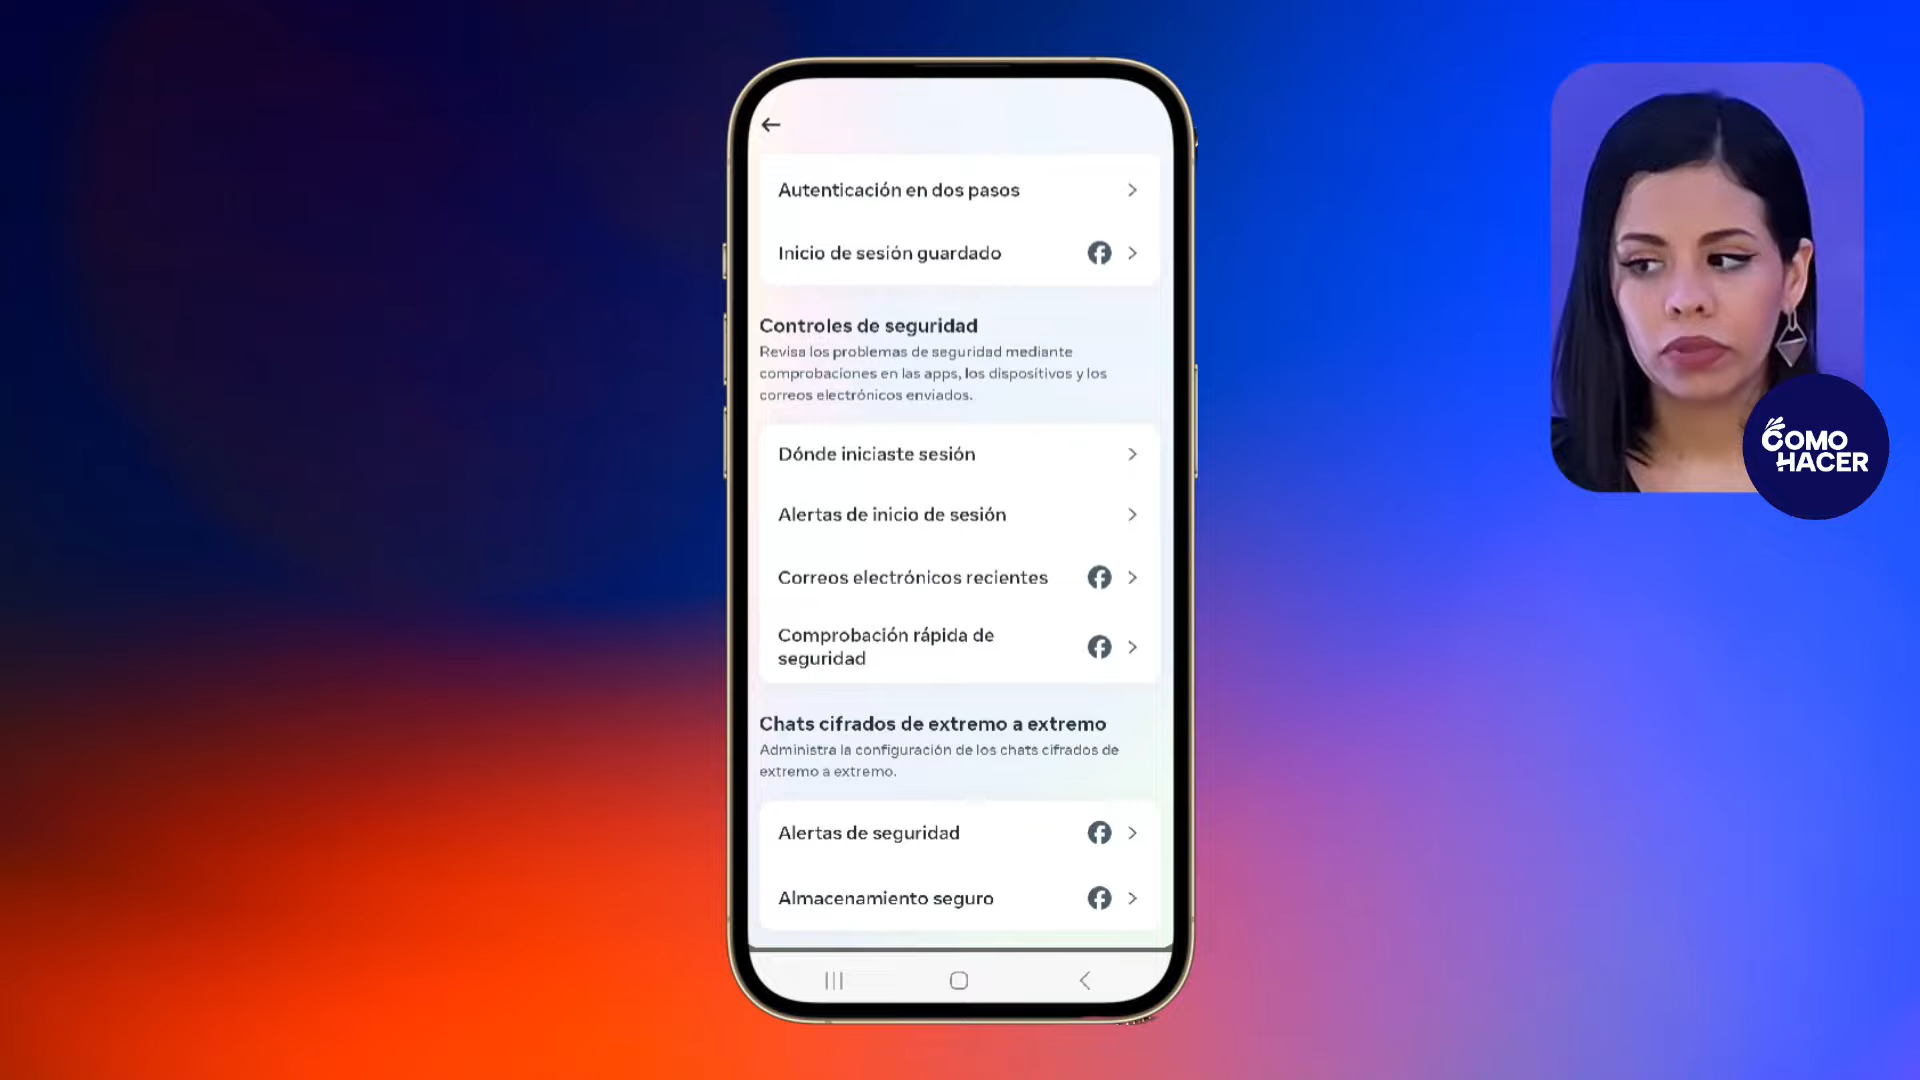 Autenticación en dos pasos
Inicio de sesión guardado
Controles de seguridad
Revisa los problemas de seguridad mediante
comprobaciones en las apps, los dispositivos y los
correos electrónicos enviados.
Dónde iniciaste sesión
Alertas de inicio de sesión
Correos electrónicos recientes
Comprobación rápida de
seguridad
Chats cifrados de extremo a extremo
Administra la configuración de los chats cifrados de
extremo a extremo.
Alertas de seguridad
Almacenamiento seguro
COMO
HACER